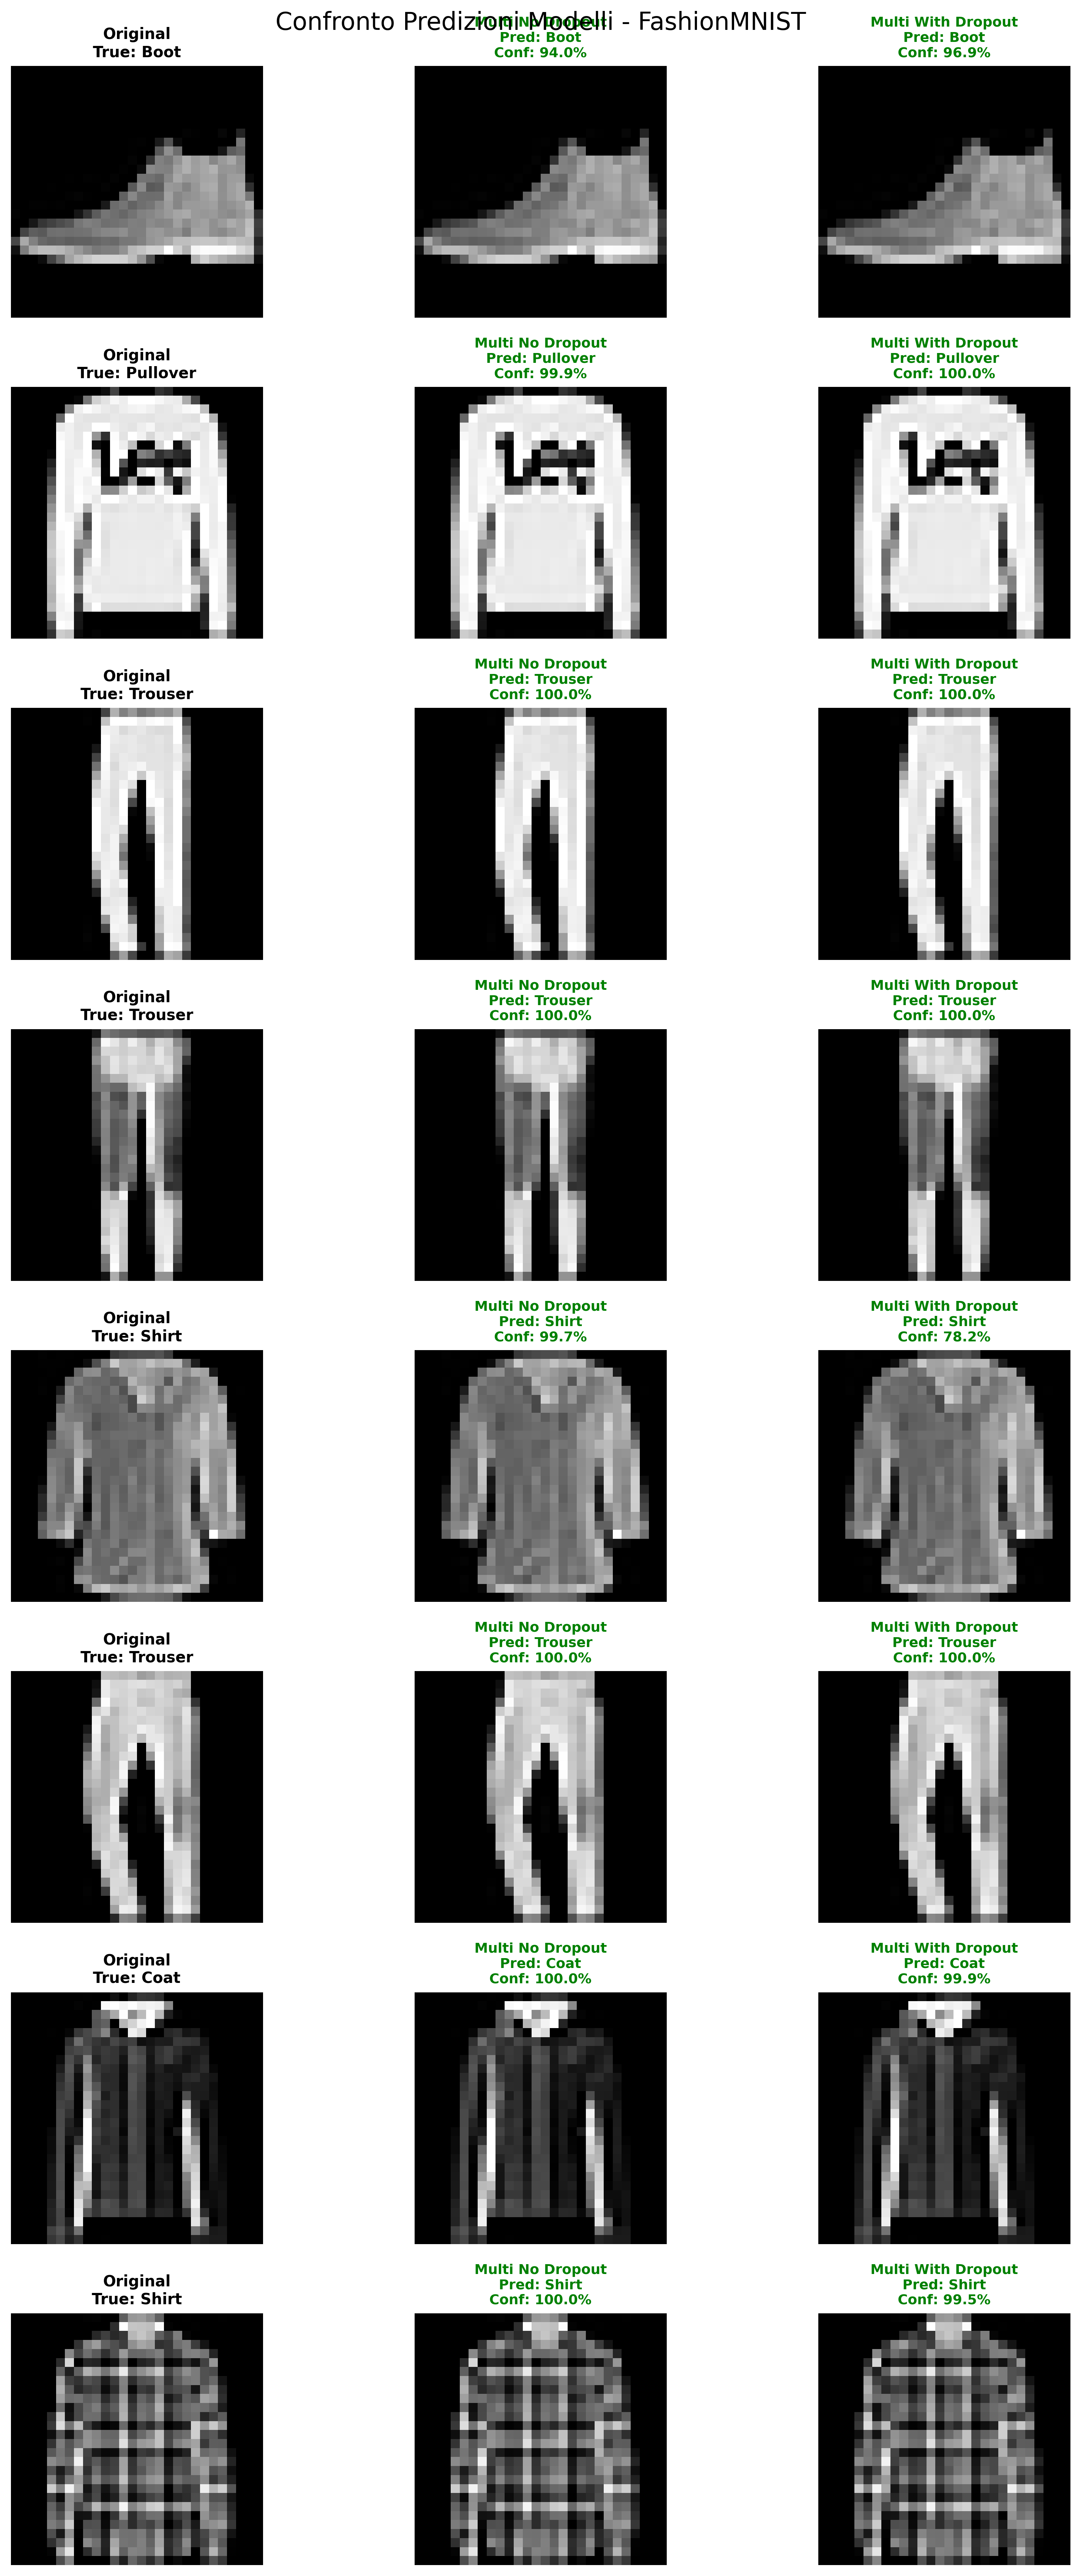 Confronto Predizioni Modelli - FashionMNIST
Original
True: Boot
Multi No Dropout
Pred: Boot
Conf: 94.0%
Multi With Dropout
Pred: Boot
Conf: 96.9%
Original
True: Pullover
Multi No Dropout
Pred: Pullover
Conf: 99.9%
Multi With Dropout
Pred: Pullover
Conf: 100.0%
Original
True: Trouser
Multi No Dropout
Pred: Trouser
Conf: 100.0%
Multi With Dropout
Pred: Trouser
Conf: 100.0%
Original
True: Trouser
Multi No Dropout
Pred: Trouser
Conf: 100.0%
Multi With Dropout
Pred: Trouser
Conf: 100.0%
Original
True: Shirt
Multi No Dropout
Pred: Shirt
Conf: 99.7%
Multi With Dropout
Pred: Shirt
Conf: 78.2%
Original
True: Trouser
Multi No Dropout
Pred: Trouser
Conf: 100.0%
Multi With Dropout
Pred: Trouser
Conf: 100.0%
Original
True: Coat
Multi No Dropout
Pred: Coat
Conf: 100.0%
Multi With Dropout
Pred: Coat
Conf: 99.9%
Original
True: Shirt
Multi No Dropout
Pred: Shirt
Conf: 100.0%
Multi With Dropout
Pred: Shirt
Conf: 99.5%